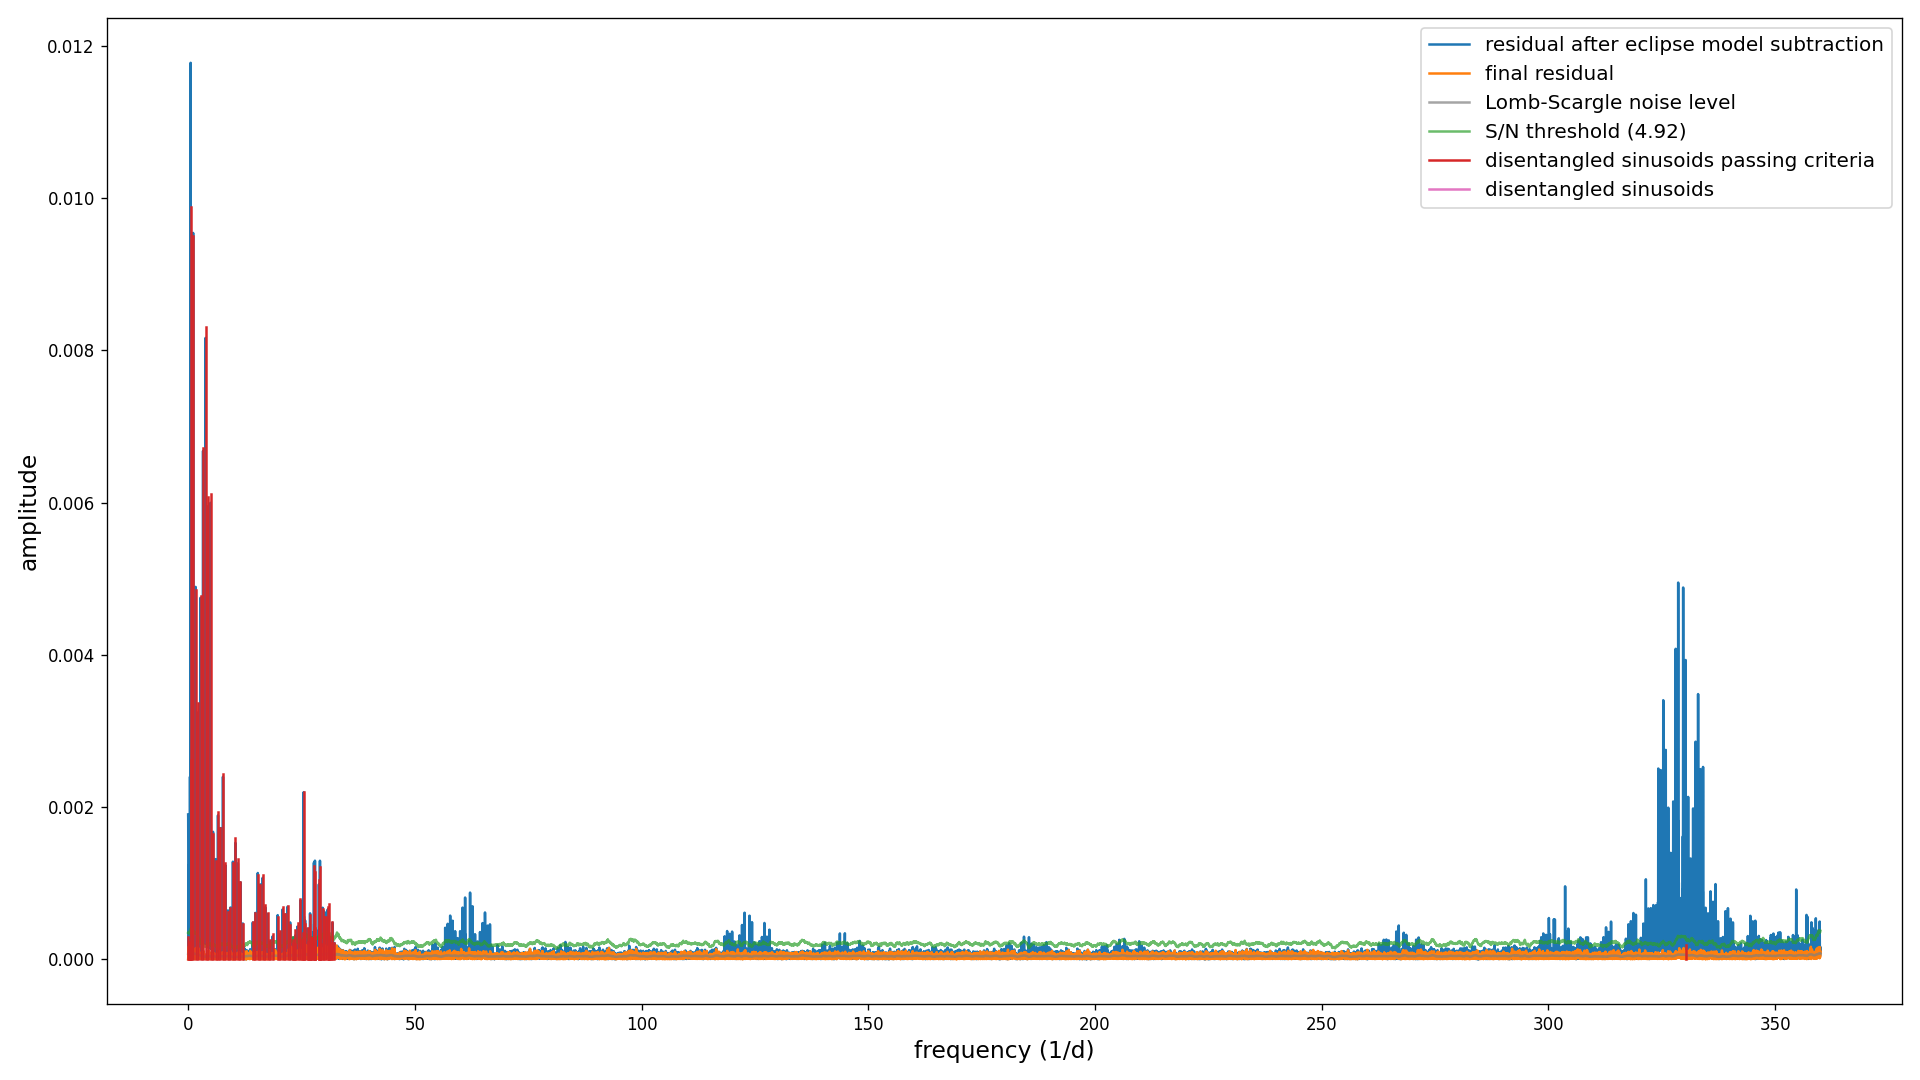 residual after eclipse model subtraction
final residual
Lomb-Scargle noise level
S/N threshold (4.92)
disentangled sinusoids passing criteria
disentangled sinusoids
0.012
0.010
0.008
0.006
0.004
0.002
0.000
amplitude
0 50 100 150 200 250 300 350
frequency (1/d)